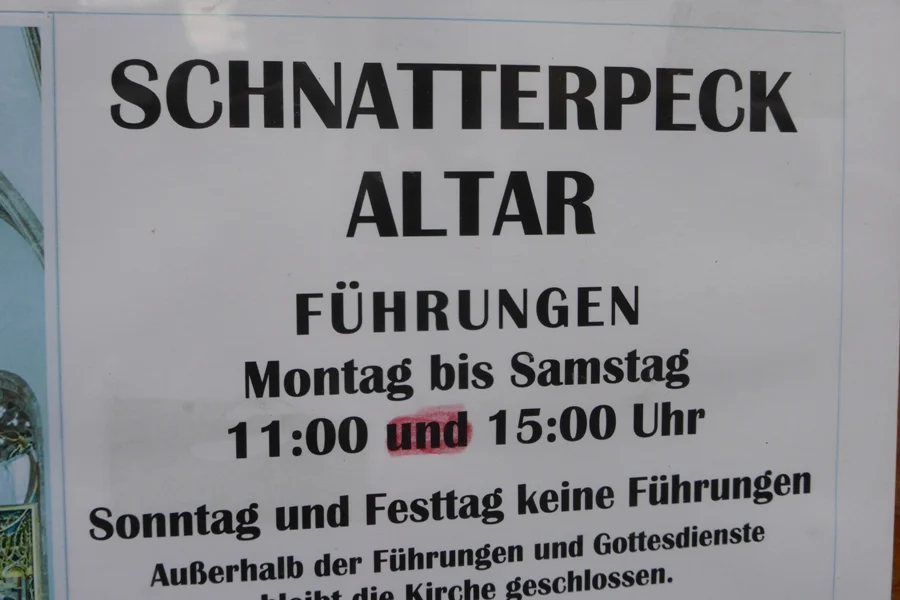 SCHNATTERPECK
ALTAR
FÜHRUNGEN
Montag bis Samstag
11:00 und 15:00 Uhr
Sonntag und Festtag keine Führungen
Außerhalb der Führungen und Gottesdienste
bleibt die Kirche geschlossen.